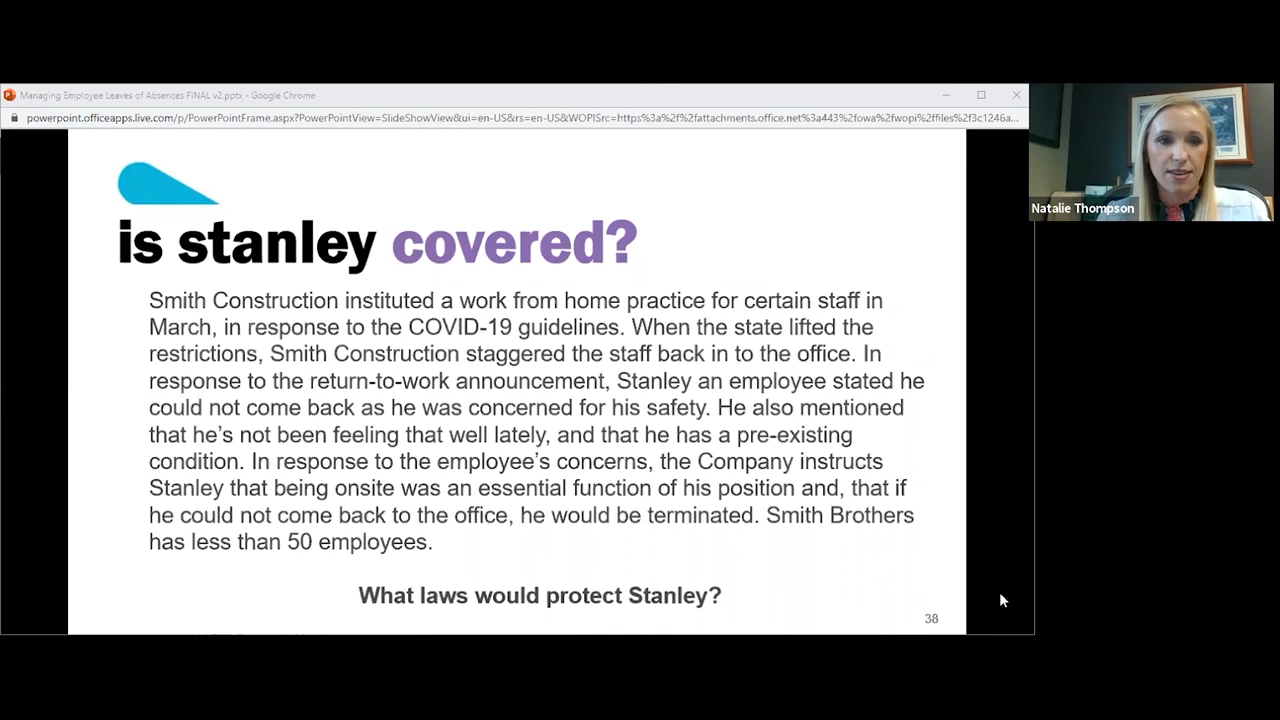 Managing Employee Leaves of Absences FINAL v2.pptx - Google Chrome
powerpoint.officeapps.live.com/p/PowerPointFrame.aspx?PowerPointView=SlideShowView&ui=en-US&rs=en-US&WOPISrc=https%3a%2f%2fattachments.office.net%3a443%2fowa%2fwopi%2ffiles%2f3c1246a...
Natalie Thompson
is stanley covered?
Smith Construction instituted a work from home practice for certain staff in
March, in response to the COVID-19 guidelines. When the state lifted the
restrictions, Smith Construction staggered the staff back in to the office. In
response to the return-to-work announcement, Stanley an employee stated he
could not come back as he was concerned for his safety. He also mentioned
that he's not been feeling that well lately, and that he has a pre-existing
condition. In response to the employee's concerns, the Company instructs
Stanley that being onsite was an essential function of his position and, that if
he could not come back to the office, he would be terminated. Smith Brothers
has less than 50 employees.
What laws would protect Stanley?
38